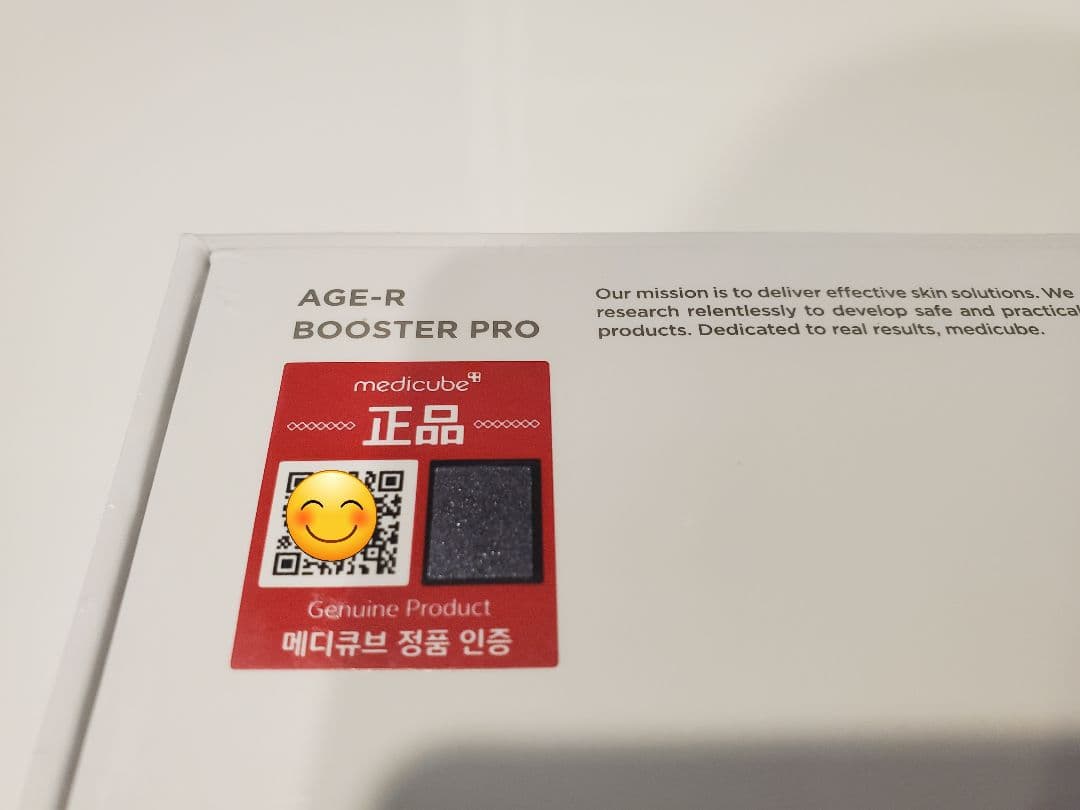 AGE-R
BOOSTER PRO
Our mission is to deliver effective skin solutions. We
research relentlessly to develop safe and practical
products. Dedicated to real results, medicube.
medicube
正品
Genuine Product
메디큐브 정품 인증